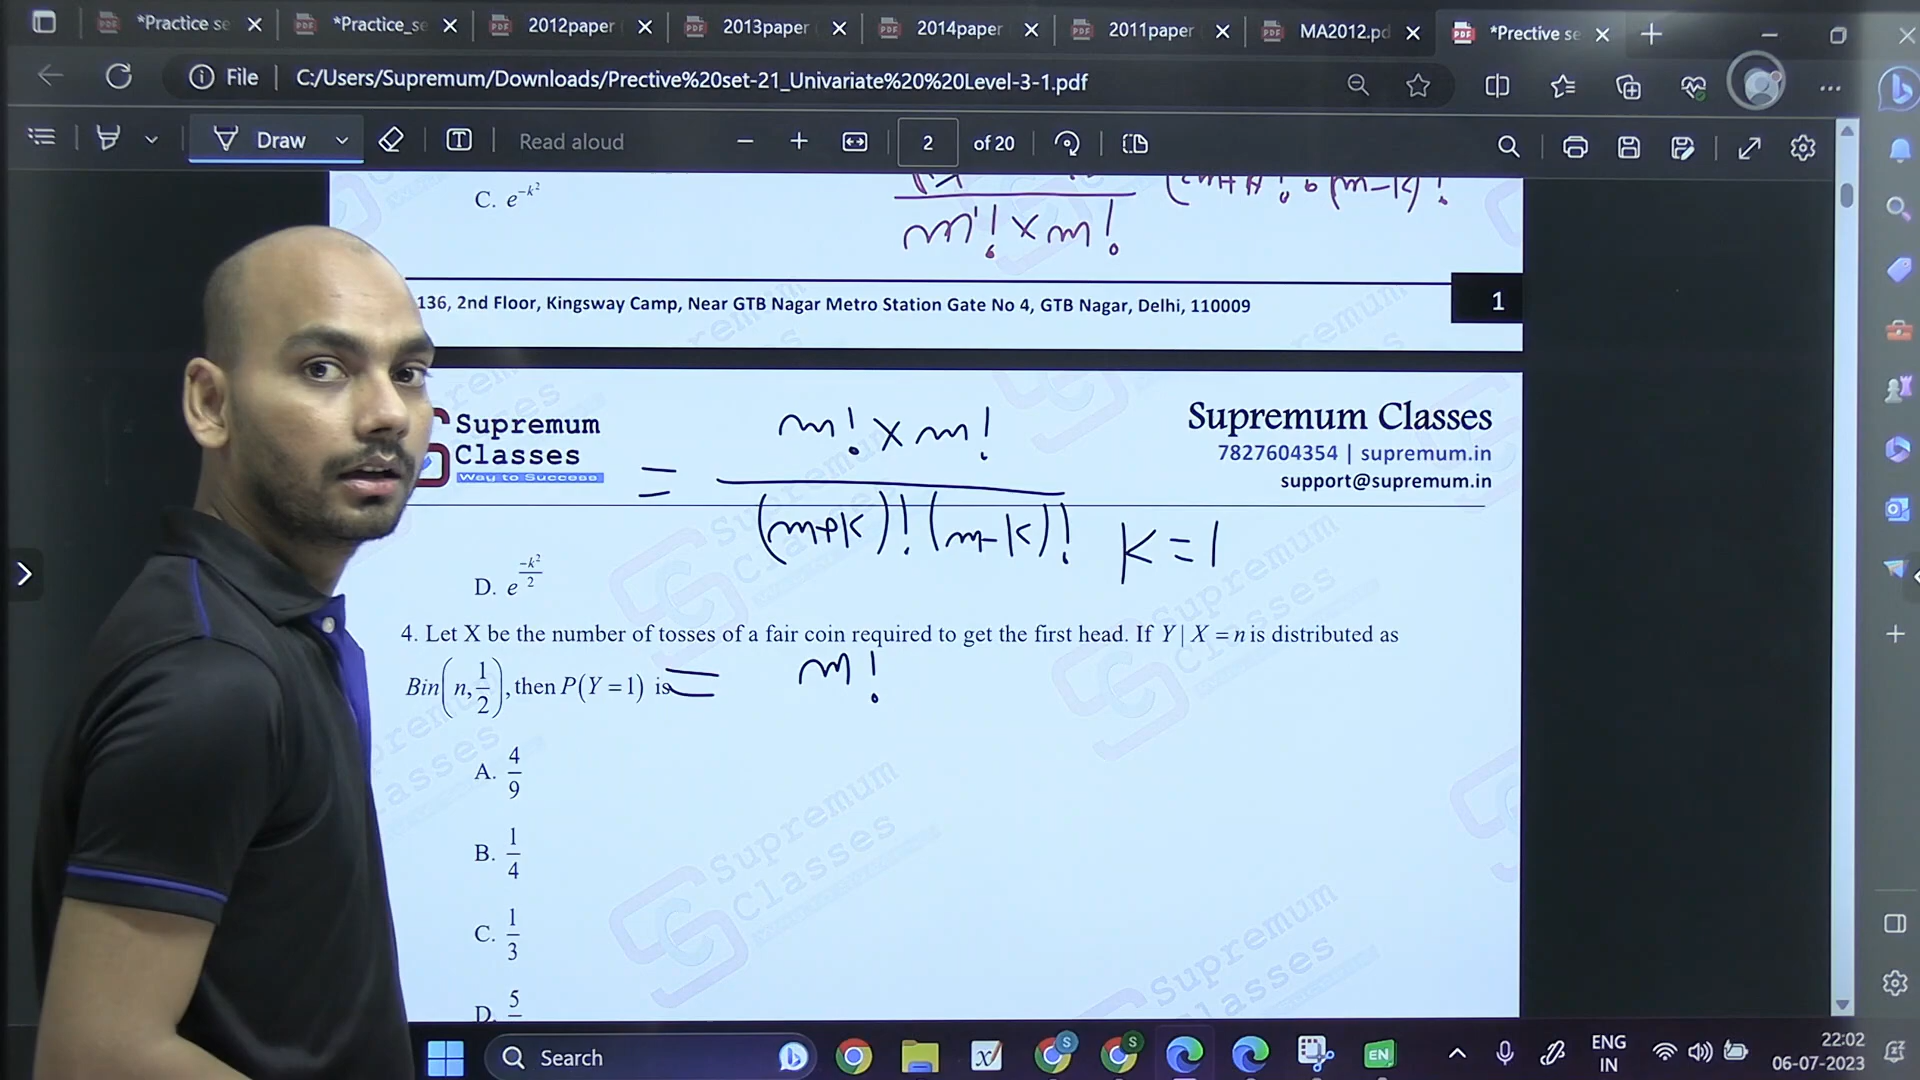 *Practice se
*Practice_se
2012paper
2013paper
2014paper
2011paper
MA2012.pd
*Prective se
File
C:/Users/Supremum/Downloads/Prective%20set-21_Univariate%20%20Level-3-1.pdf
Draw
Read aloud
2 of 20
C. e^{-k²}
m! × m!
(m-k)!
136, 2nd Floor, Kingsway Camp, Near GTB Nagar Metro Station Gate No 4, GTB Nagar, Delhi, 110009
1
Supremum
Classes
Way to Success
Supremum Classes
7827604354 | supremum.in
support@supremum.in
= m! × m!
(m+k)! (m-k)!
K = 1
D. e^{-k²/2}
4. Let X be the number of tosses of a fair coin required to get the first head. If Y | X = n is distributed as
Bin(n, 1/2), then P(Y = 1) is
= m!
A. 4/9
B. 1/4
C. 1/3
D. 5
Search
EN
ENG
IN
22:02
06-07-2023